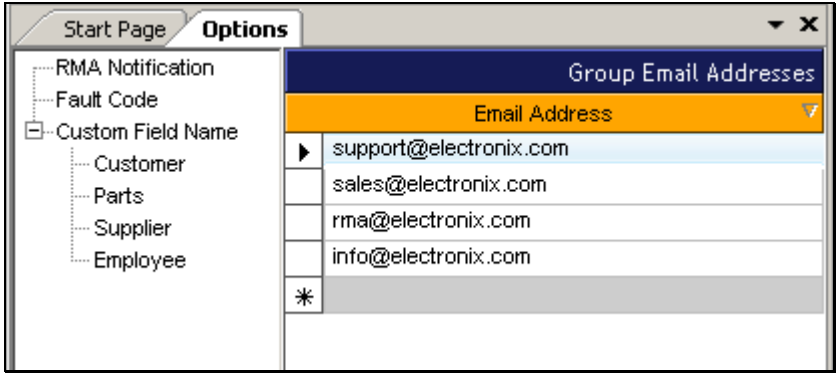 Start Page
Options
RMA Notification
Fault Code
Custom Field Name
Customer
Parts
Supplier
Employee
Group Email Addresses
Email Address
support@electronix.com
sales@electronix.com
rma@electronix.com
info@electronix.com